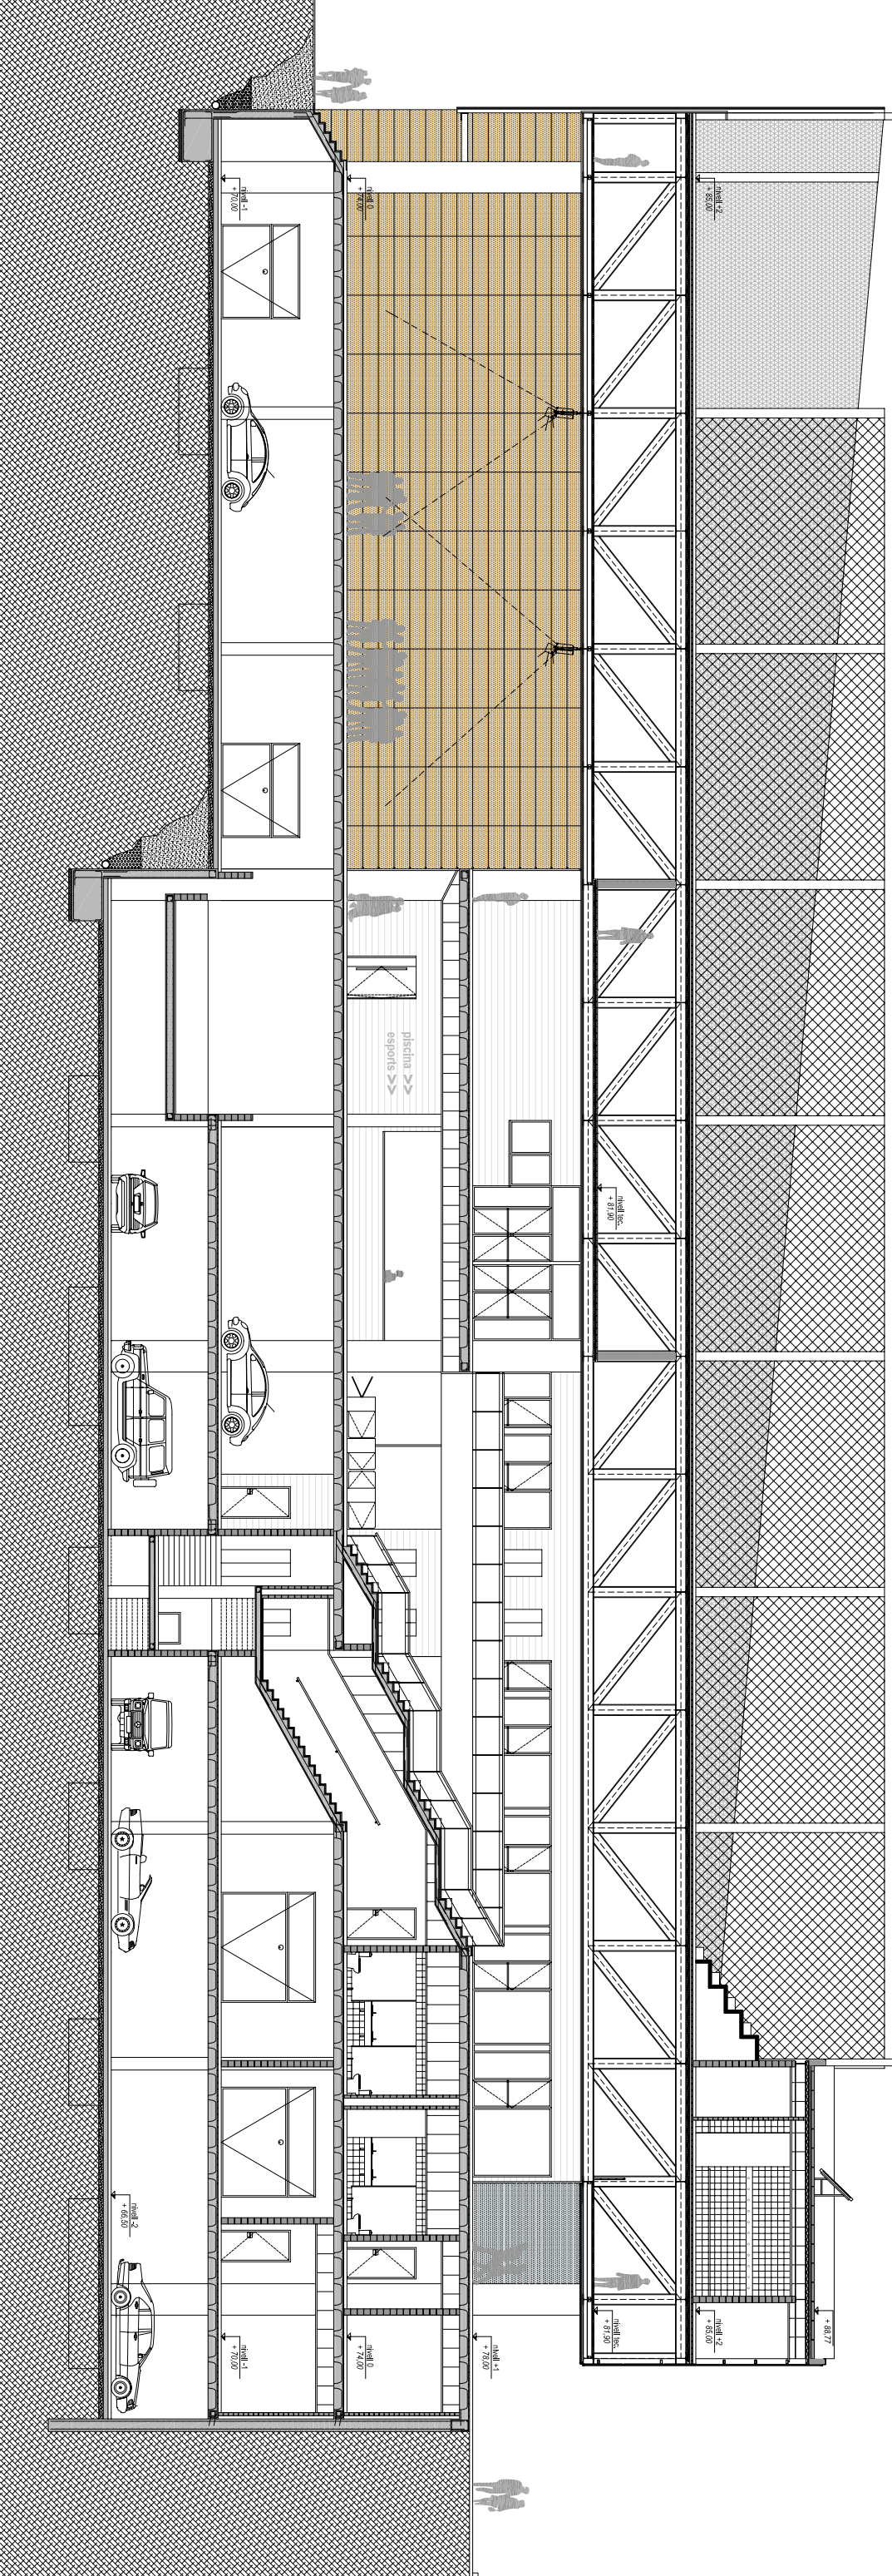 nivell +2
+ 85,00
nivell 0
+ 74,00
nivell -1
+ 70,00
piscina >>
esports >>
nivell tec.
+ 81,90
nivell -2
+ 66,50
+ 88,77
nivell +2
+ 85,00
nivell tec.
+ 81,90
nivell +1
+ 78,00
nivell 0
+ 74,00
nivell -1
+ 70,00